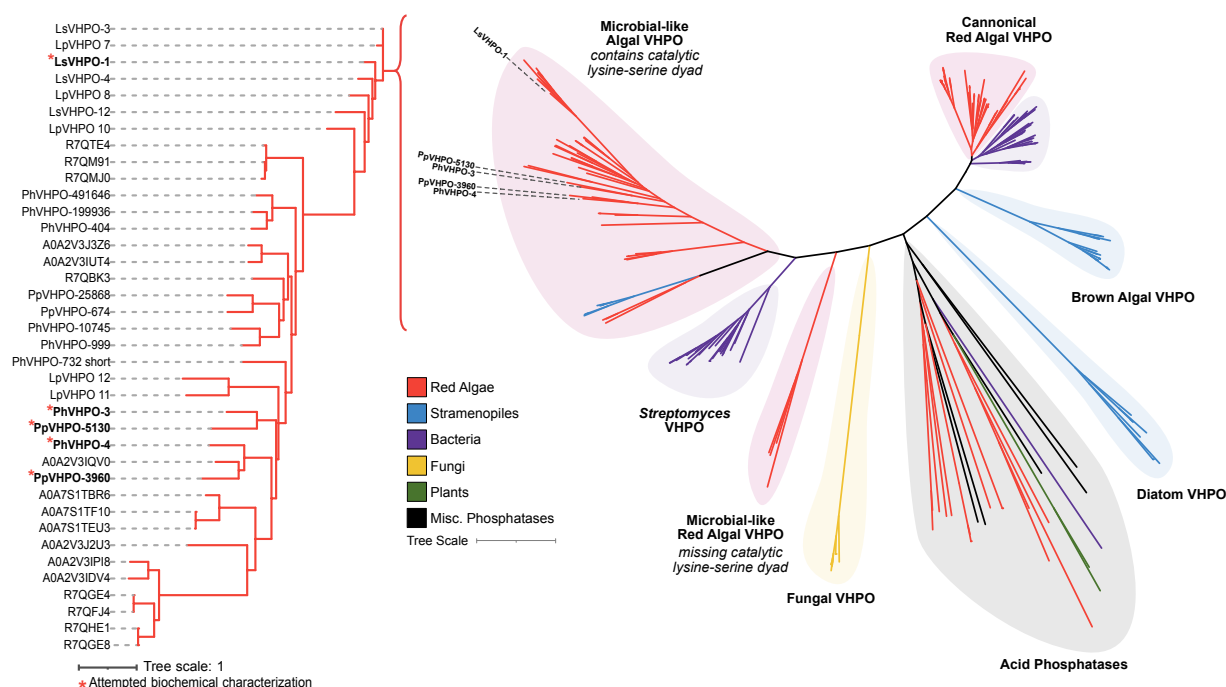 LsVHPO-3
LpVHPO 7
*LsVHPO-1
LsVHPO-4
LpVHPO 8
LsVHPO-12
LpVHPO 10
R7QTE4
R7QM91
R7QMJ0
PhVHPO-491646
PhVHPO-199936
PhVHPO-404
A0A2V3J3Z6
A0A2V3IUT4
R7QBK3
PpVHPO-25868
PpVHPO-674
PhVHPO-10745
PhVHPO-999
PhVHPO-732 short
LpVHPO 12
LpVHPO 11
*PhVHPO-3
*PpVHPO-5130
*PhVHPO-4
A0A2V3IQV0
*PpVHPO-3960
A0A7S1TBR6
A0A7S1TF10
A0A7S1TEU3
A0A2V3J2U3
A0A2V3IPI8
A0A2V3IDV4
R7QGE4
R7QFJ4
R7QHE1
R7QGE8
Tree scale: 1
* Attempted biochemical characterization
Microbial-like
Algal VHPO
contains catalytic
lysine-serine dyad
LsVHPO-1
PpVHPO-5130
PhVHPO-3
PpVHPO-3960
PhVHPO-4
Cannonical
Red Algal VHPO
Brown Algal VHPO
Diatom VHPO
Acid Phosphatases
Fungal VHPO
Microbial-like
Red Algal VHPO
missing catalytic
lysine-serine dyad
Streptomyces
VHPO
Red Algae
Stramenopiles
Bacteria
Fungi
Plants
Misc. Phosphatases
Tree Scale